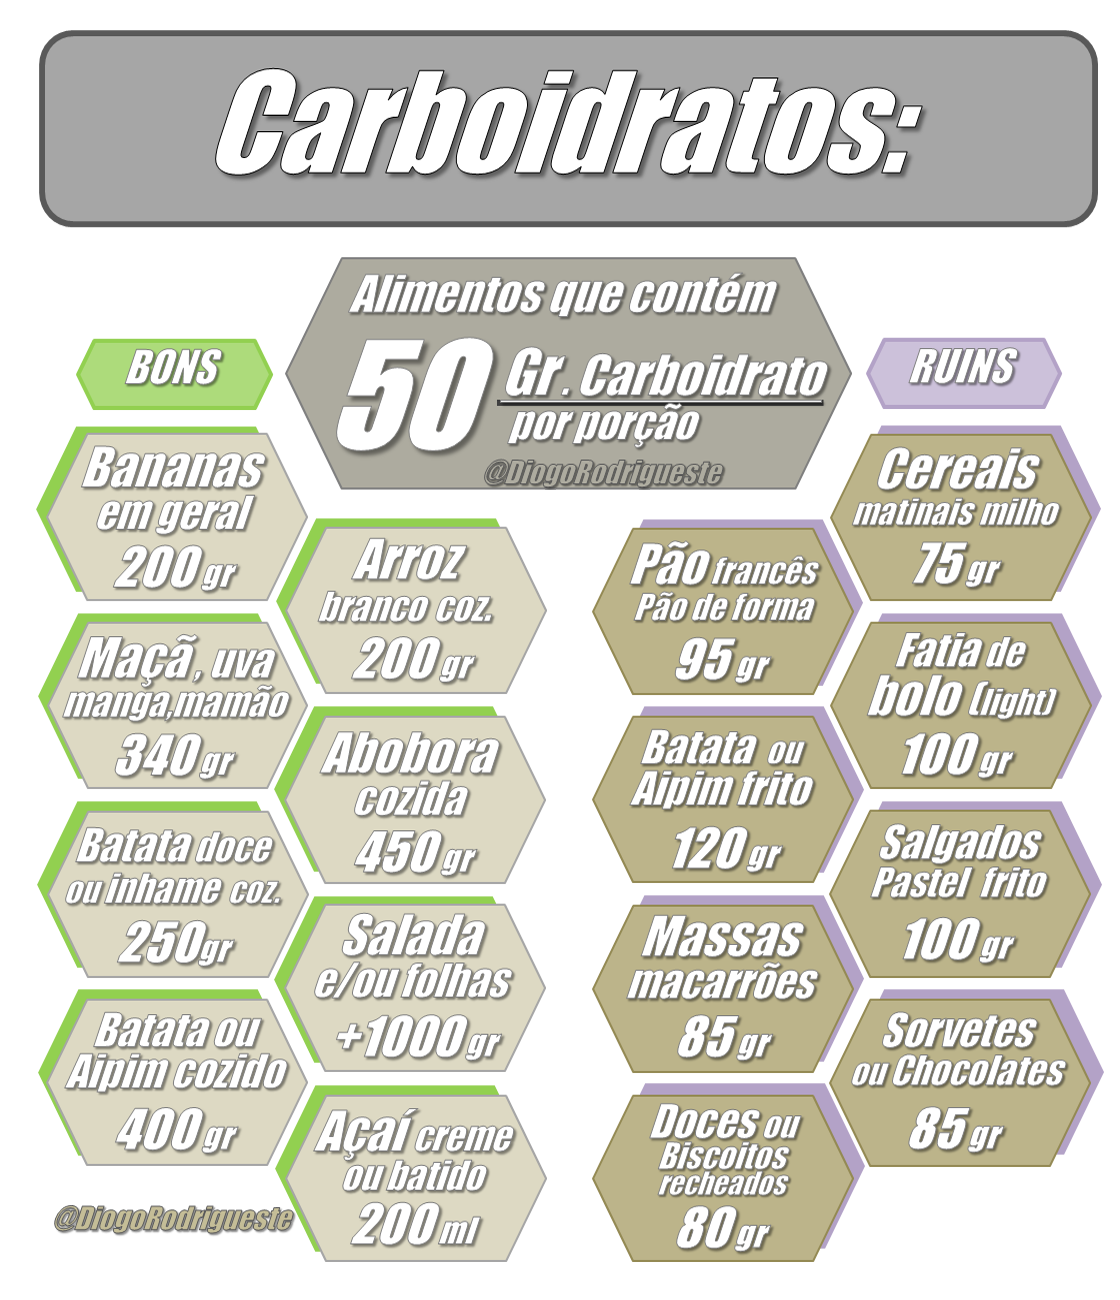 Carboidratos:
Alimentos que contém
50 Gr. Carboidrato
por porção
@DiogoRodrigueste
BONS
Bananas
em geral
200 gr
Maçã, uva
manga,mamão
340 gr
Batata doce
ou inhame coz.
250gr
Batata ou
Aipim cozido
400 gr
Arroz
branco coz.
200 gr
Abobora
cozida
450 gr
Salada
e/ou folhas
+1000 gr
Açaí creme
ou batido
200 ml
RUINS
Pão francês
Pão de forma
95 gr
Batata ou
Aipim frito
120 gr
Massas
macarrões
85 gr
Doces ou
Biscoitos
recheados
80 gr
Cereais
matinais milho
75 gr
Fatia de
bolo (light)
100 gr
Salgados
Pastel frito
100 gr
Sorvetes
ou Chocolates
85 gr
@DiogoRodrigueste